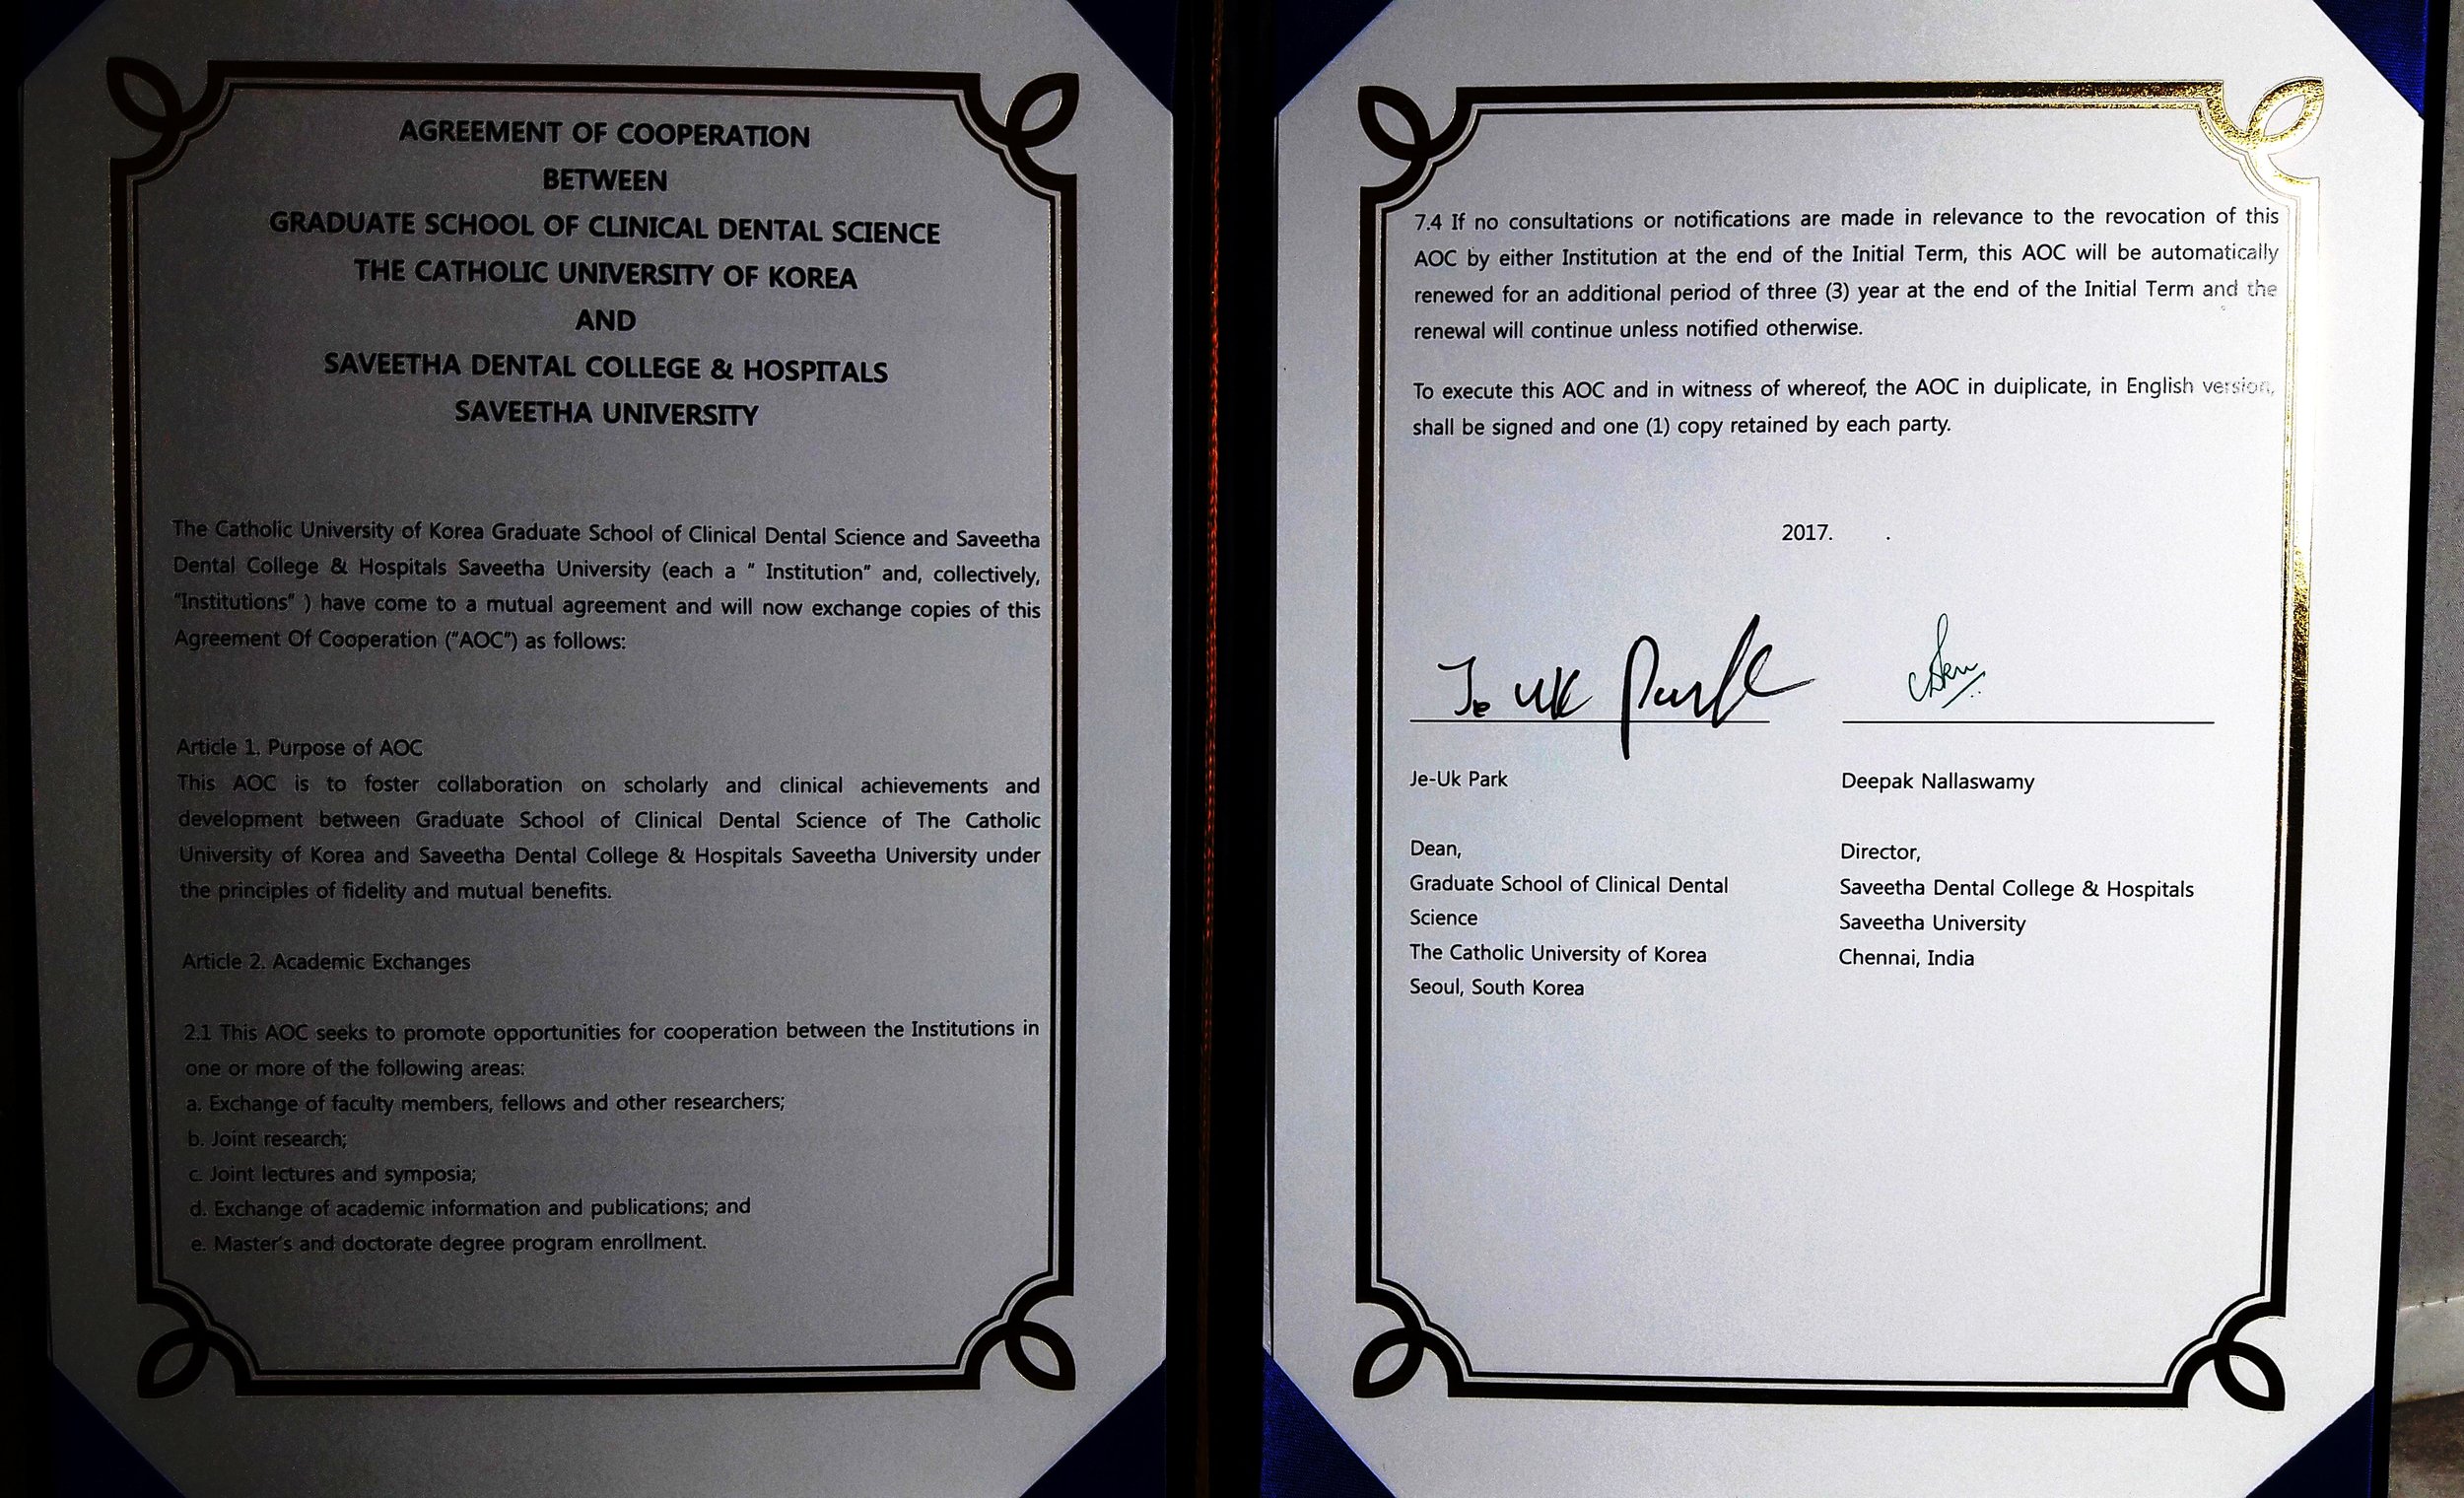 AGREEMENT OF COOPERATION
BETWEEN
GRADUATE SCHOOL OF CLINICAL DENTAL SCIENCE
THE CATHOLIC UNIVERSITY OF KOREA
AND
SAVEETHA DENTAL COLLEGE & HOSPITALS
SAVEETHA UNIVERSITY
The Catholic University of Korea Graduate School of Clinical Dental Science and Saveetha
Dental College & Hospitals Saveetha University (each a " Institution" and, collectively,
"Institutions" ) have come to a mutual agreement and will now exchange copies of this
Agreement Of Cooperation ("AOC") as follows:
Article 1. Purpose of AOC
This AOC is to foster collaboration on scholarly and clinical achievements and
development between Graduate School of Clinical Dental Science of The Catholic
University of Korea and Saveetha Dental College & Hospitals Saveetha University under
the principles of fidelity and mutual benefits.
Article 2. Academic Exchanges
2.1 This AOC seeks to promote opportunities for cooperation between the Institutions in
one or more of the following areas:
a. Exchange of faculty members, fellows and other researchers;
b. Joint research;
c. Joint lectures and symposia;
d. Exchange of academic information and publications; and
e. Master's and doctorate degree program enrollment.
7.4 If no consultations or notifications are made in relevance to the revocation of this
AOC by either Institution at the end of the Initial Term, this AOC will be automatically
renewed for an additional period of three (3) year at the end of the Initial Term and the
renewal will continue unless notified otherwise.
To execute this AOC and in witness of whereof, the AOC in duiplicate, in English version,
shall be signed and one (1) copy retained by each party.
2017. .
Je Uk Park
Je-Uk Park
Dean,
Graduate School of Clinical Dental
Science
The Catholic University of Korea
Seoul, South Korea
Deepak Nallaswamy
Director,
Saveetha Dental College & Hospitals
Saveetha University
Chennai, India